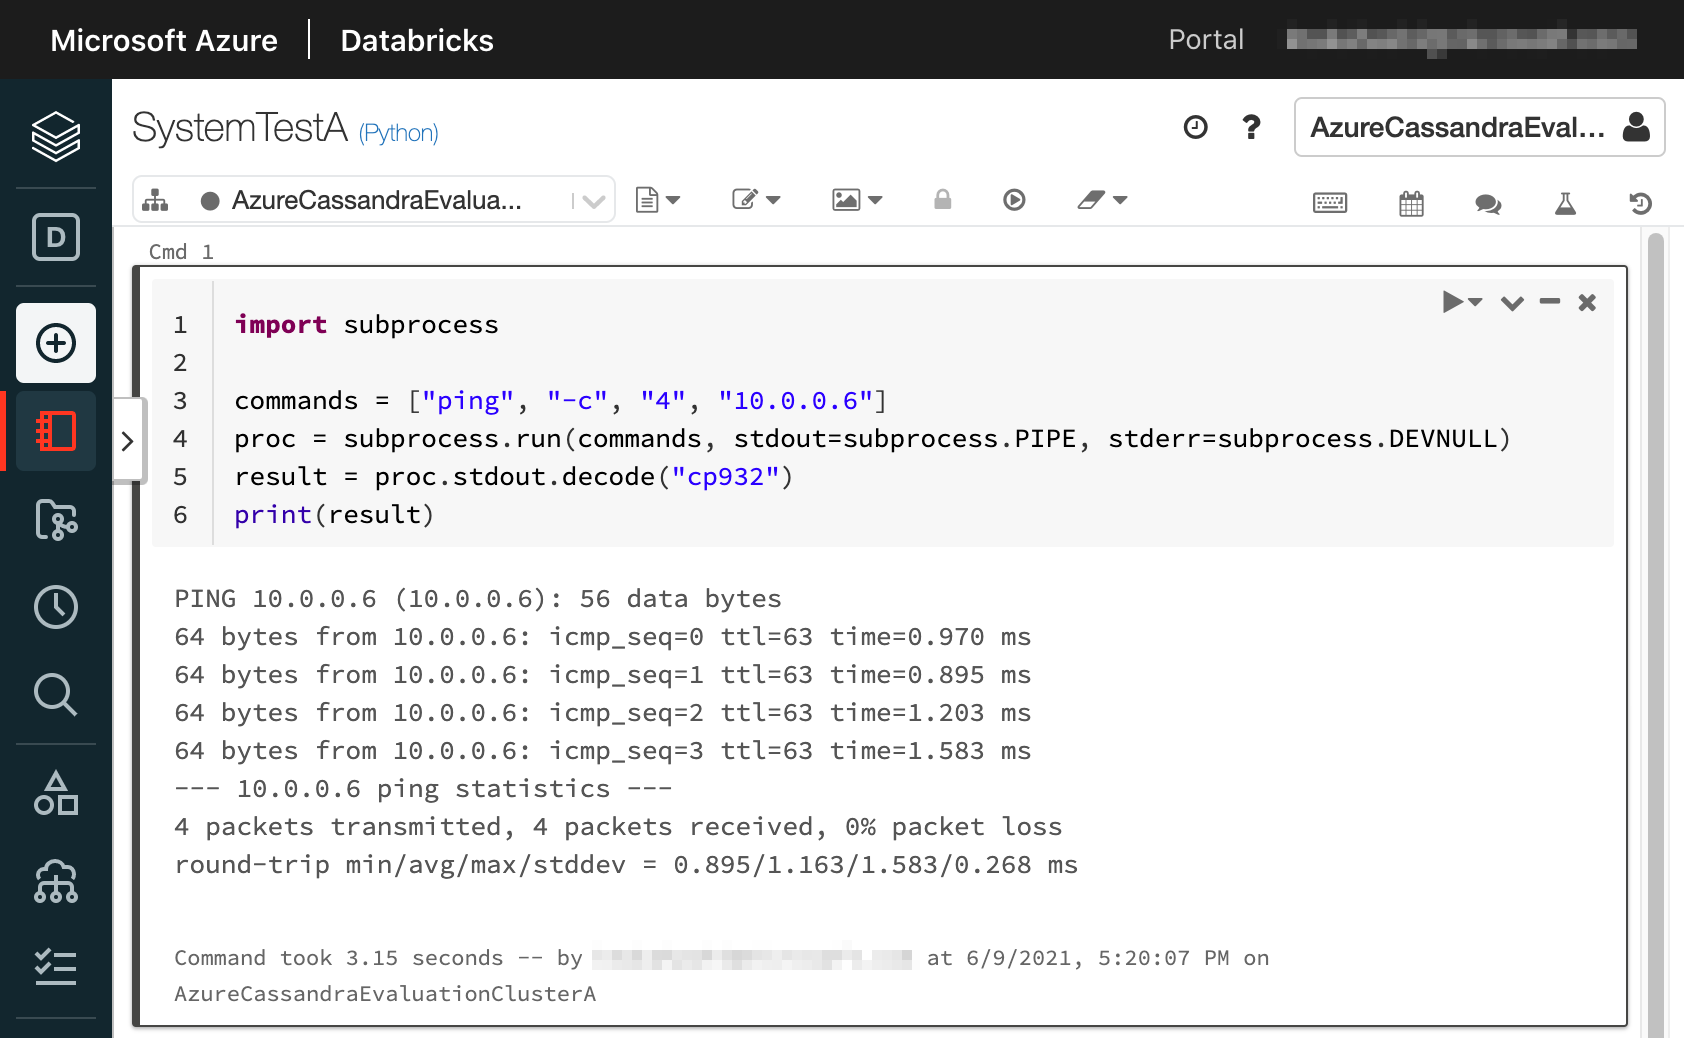 Microsoft Azure | Databricks
Portal
SystemTestA (Python)
?
AzureCassandraEval...
AzureCassandraEvalua...
D
Cmd 1
1 import subprocess
2
3 commands = ["ping", "-c", "4", "10.0.0.6"]
4 proc = subprocess.run(commands, stdout=subprocess.PIPE, stderr=subprocess.DEVNULL)
5 result = proc.stdout.decode("cp932")
6 print(result)
PING 10.0.0.6 (10.0.0.6): 56 data bytes
64 bytes from 10.0.0.6: icmp_seq=0 ttl=63 time=0.970 ms
64 bytes from 10.0.0.6: icmp_seq=1 ttl=63 time=0.895 ms
64 bytes from 10.0.0.6: icmp_seq=2 ttl=63 time=1.203 ms
64 bytes from 10.0.0.6: icmp_seq=3 ttl=63 time=1.583 ms
--- 10.0.0.6 ping statistics ---
4 packets transmitted, 4 packets received, 0% packet loss
round-trip min/avg/max/stddev = 0.895/1.163/1.583/0.268 ms
Command took 3.15 seconds -- by at 6/9/2021, 5:20:07 PM on
AzureCassandraEvaluationClusterA